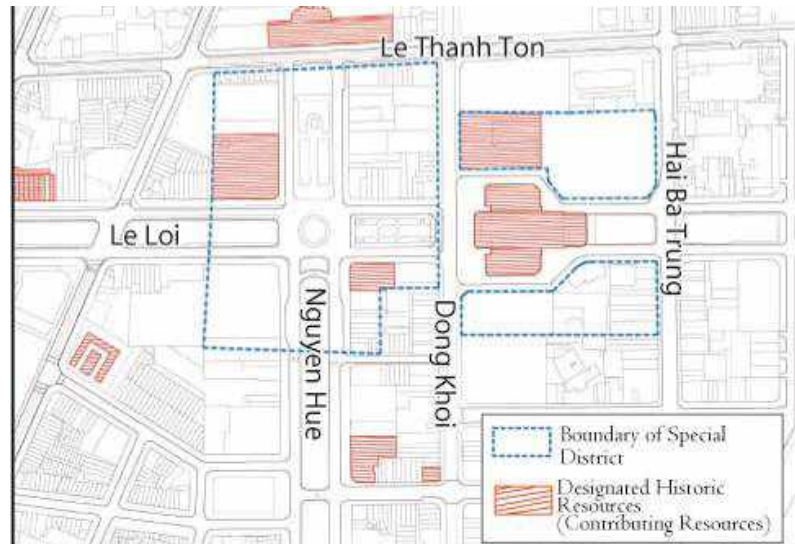 Le Thanh Ton
Hai Ba Trung
Le Loi
Nguyen Hue
Dong Khoi
Boundary of Special
District
Designated Historic
Resources
(Contributing Resources)